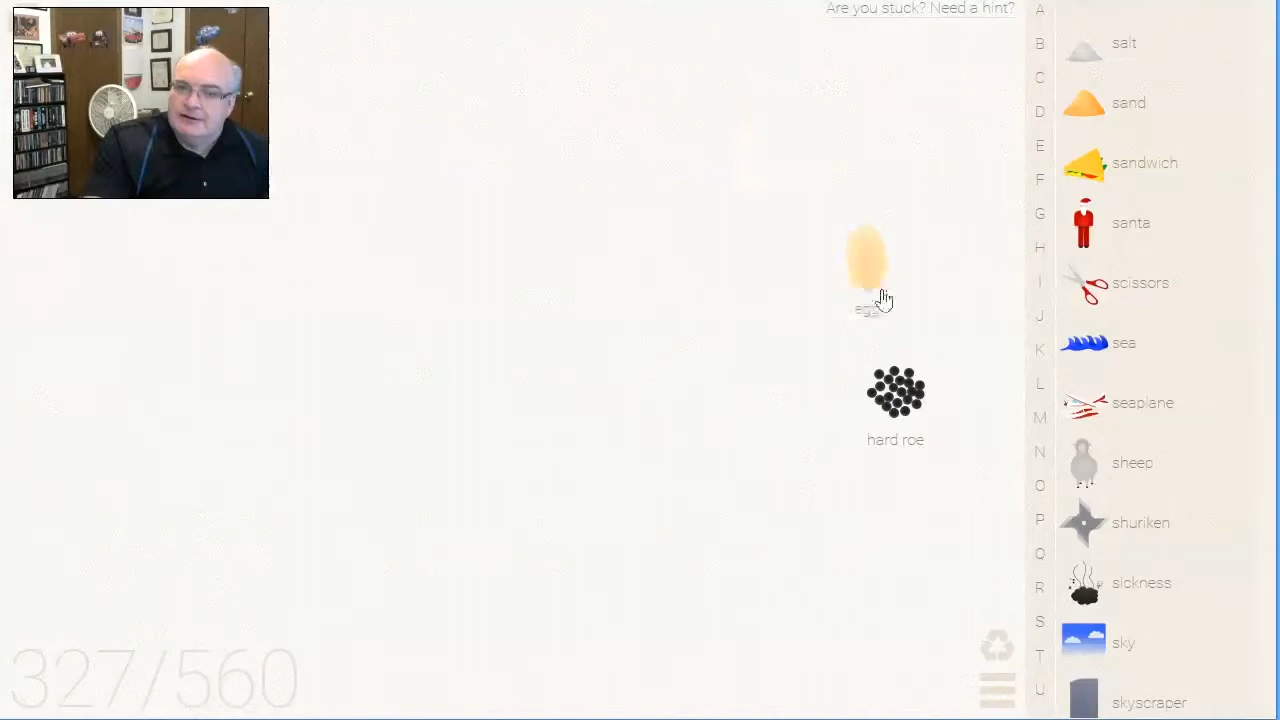 Are you stuck? Need a hint?
A
B
C
D
E
F
G
H
I
J
K
L
M
N
O
P
Q
R
S
T
U
salt
sand
sandwich
santa
scissors
sea
seaplane
sheep
shuriken
sickness
sky
skyscraper
egg
hard roe
327/560